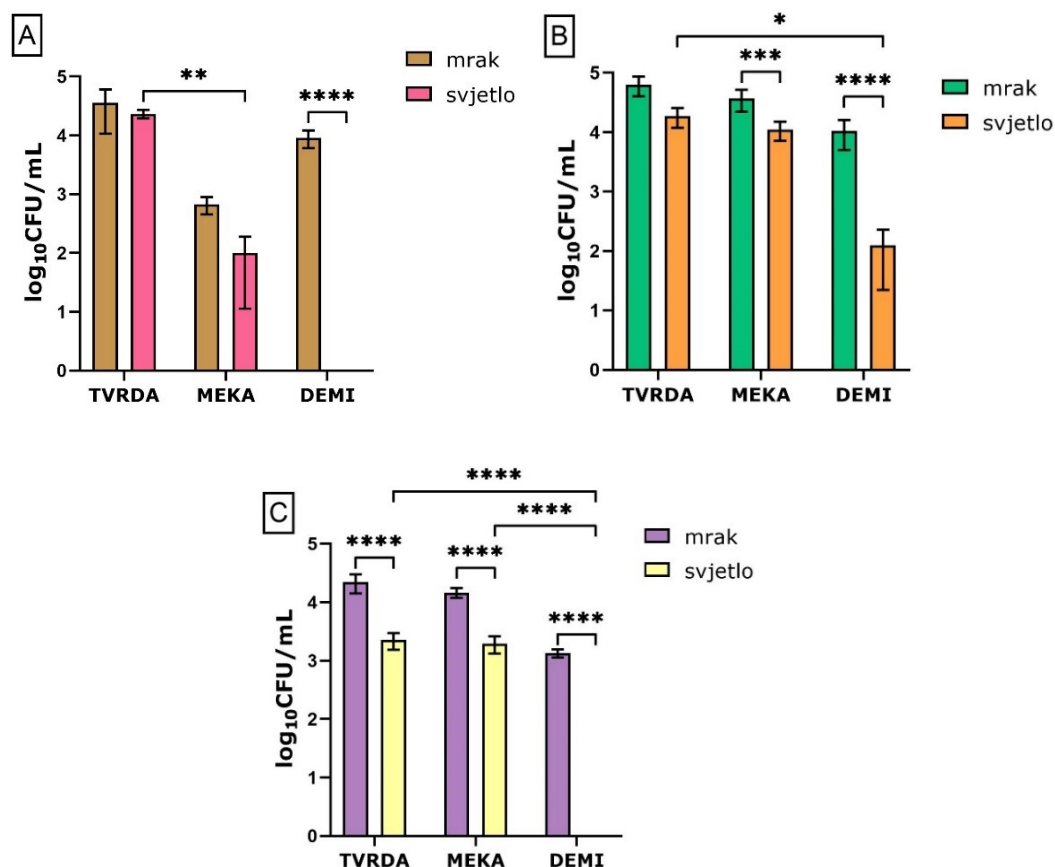 A
mrak
svjetlo
**
****
log₁₀CFU/mL
5
4
3
2
1
0
TVRDA MEKA DEMI
B
mrak
svjetlo
*
***
****
log₁₀CFU/mL
5
4
3
2
1
0
TVRDA MEKA DEMI
C
mrak
svjetlo
****
****
****
****
****
log₁₀CFU/mL
5
4
3
2
1
0
TVRDA MEKA DEMI